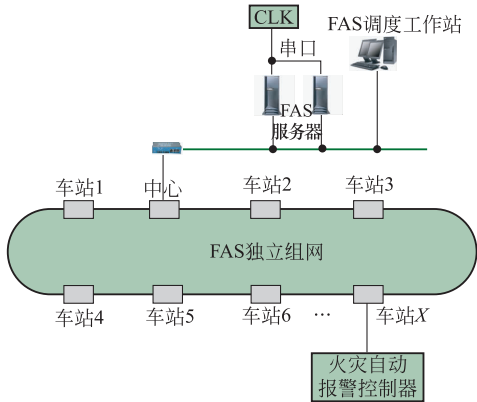 CLK
串口
FAS调度工作站
FAS
服务器
车站1
中心
车站2
车站3
FAS独立组网
车站4
车站5
车站6
…
车站X
火灾自动
报警控制器